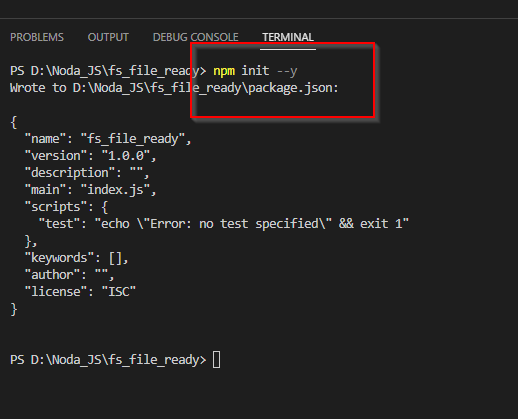 PROBLEMS OUTPUT DEBUG CONSOLE TERMINAL
PS D:\Noda_JS\fs_file_ready> npm init --y
Wrote to D:\Noda_JS\fs_file_ready\package.json:
{
  "name": "fs_file_ready",
  "version": "1.0.0",
  "description": "",
  "main": "index.js",
  "scripts": {
    "test": "echo \"Error: no test specified\" && exit 1"
  },
  "keywords": [],
  "author": "",
  "license": "ISC"
}
PS D:\Noda_JS\fs_file_ready>